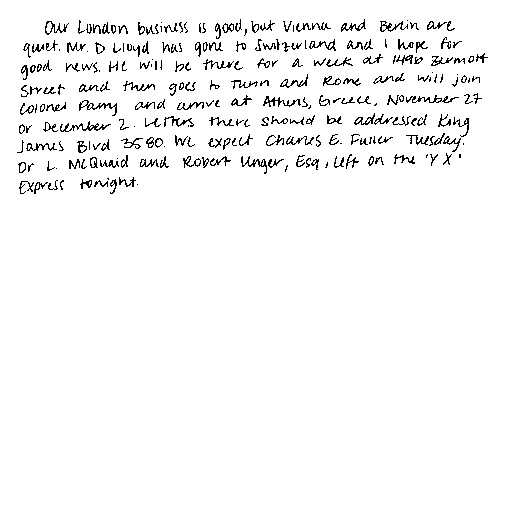 Our London business is good, but Vienna and Berlin are
quiet. Mr. D Lloyd has gone to Switzerland and I hope for
good news. He will be there for a week at 1496 Zermott
Street and then goes to Turin and Rome and will join
Colonel Parry and arrive at Athens, Greece, November 27
or December 2. Letters there should be addressed King
James Blvd 3580. We expect Charles E. Fuller Tuesday.
Dr L. McQuaid and Robert Unger, Esq, left on the 'Y X'
Express tonight.